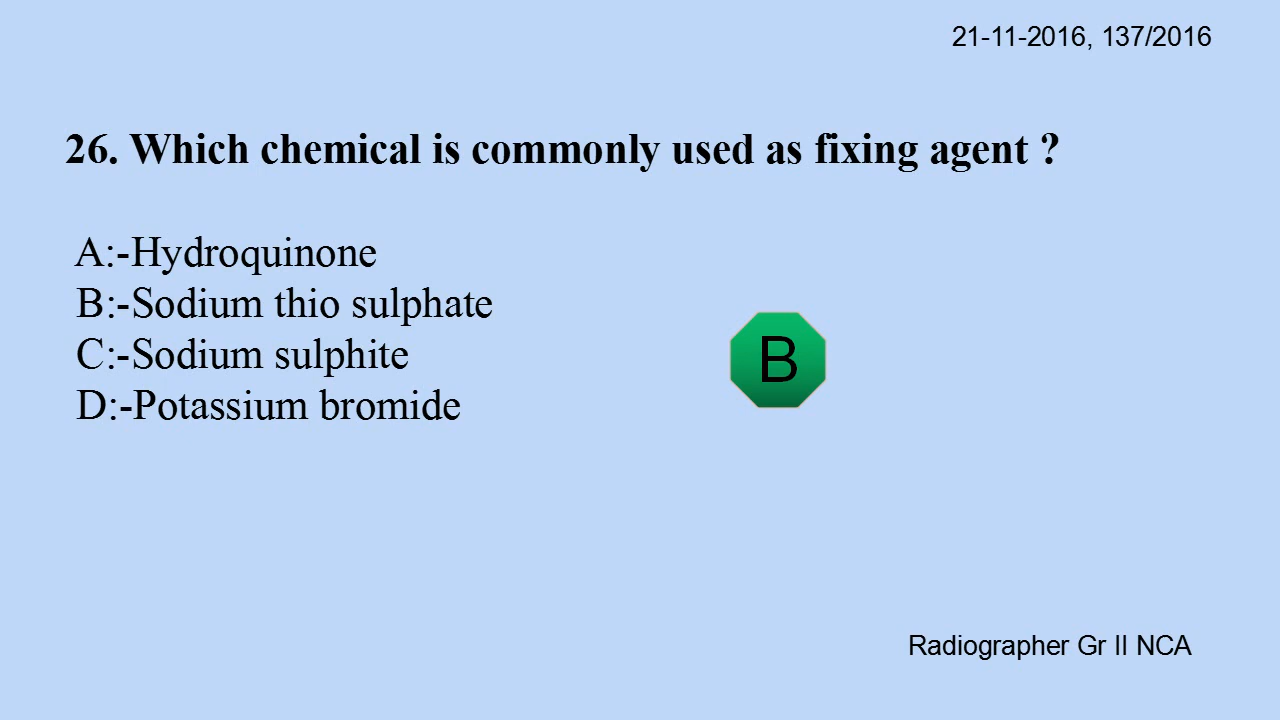 21-11-2016, 137/2016
26. Which chemical is commonly used as fixing agent ?
A:-Hydroquinone
B:-Sodium thio sulphate
C:-Sodium sulphite
D:-Potassium bromide
B
Radiographer Gr II NCA